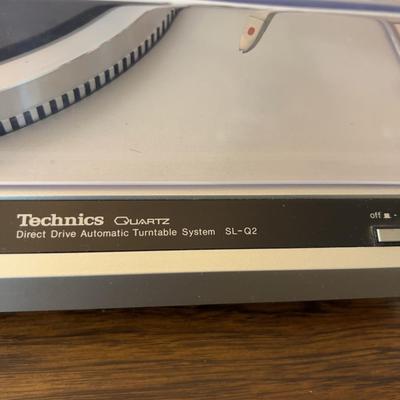 Technics QUARTZ
Direct Drive Automatic Turntable System SL-Q2
off